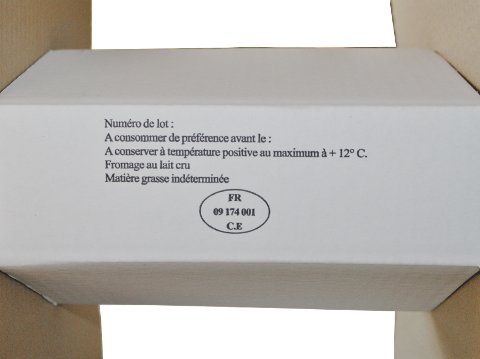 Numéro de lot :
A consommer de préférence avant le :
A conserver à température positive au maximum à + 12° C.
Fromage au lait cru
Matière grasse indéterminée
FR
09 174 001
C.E